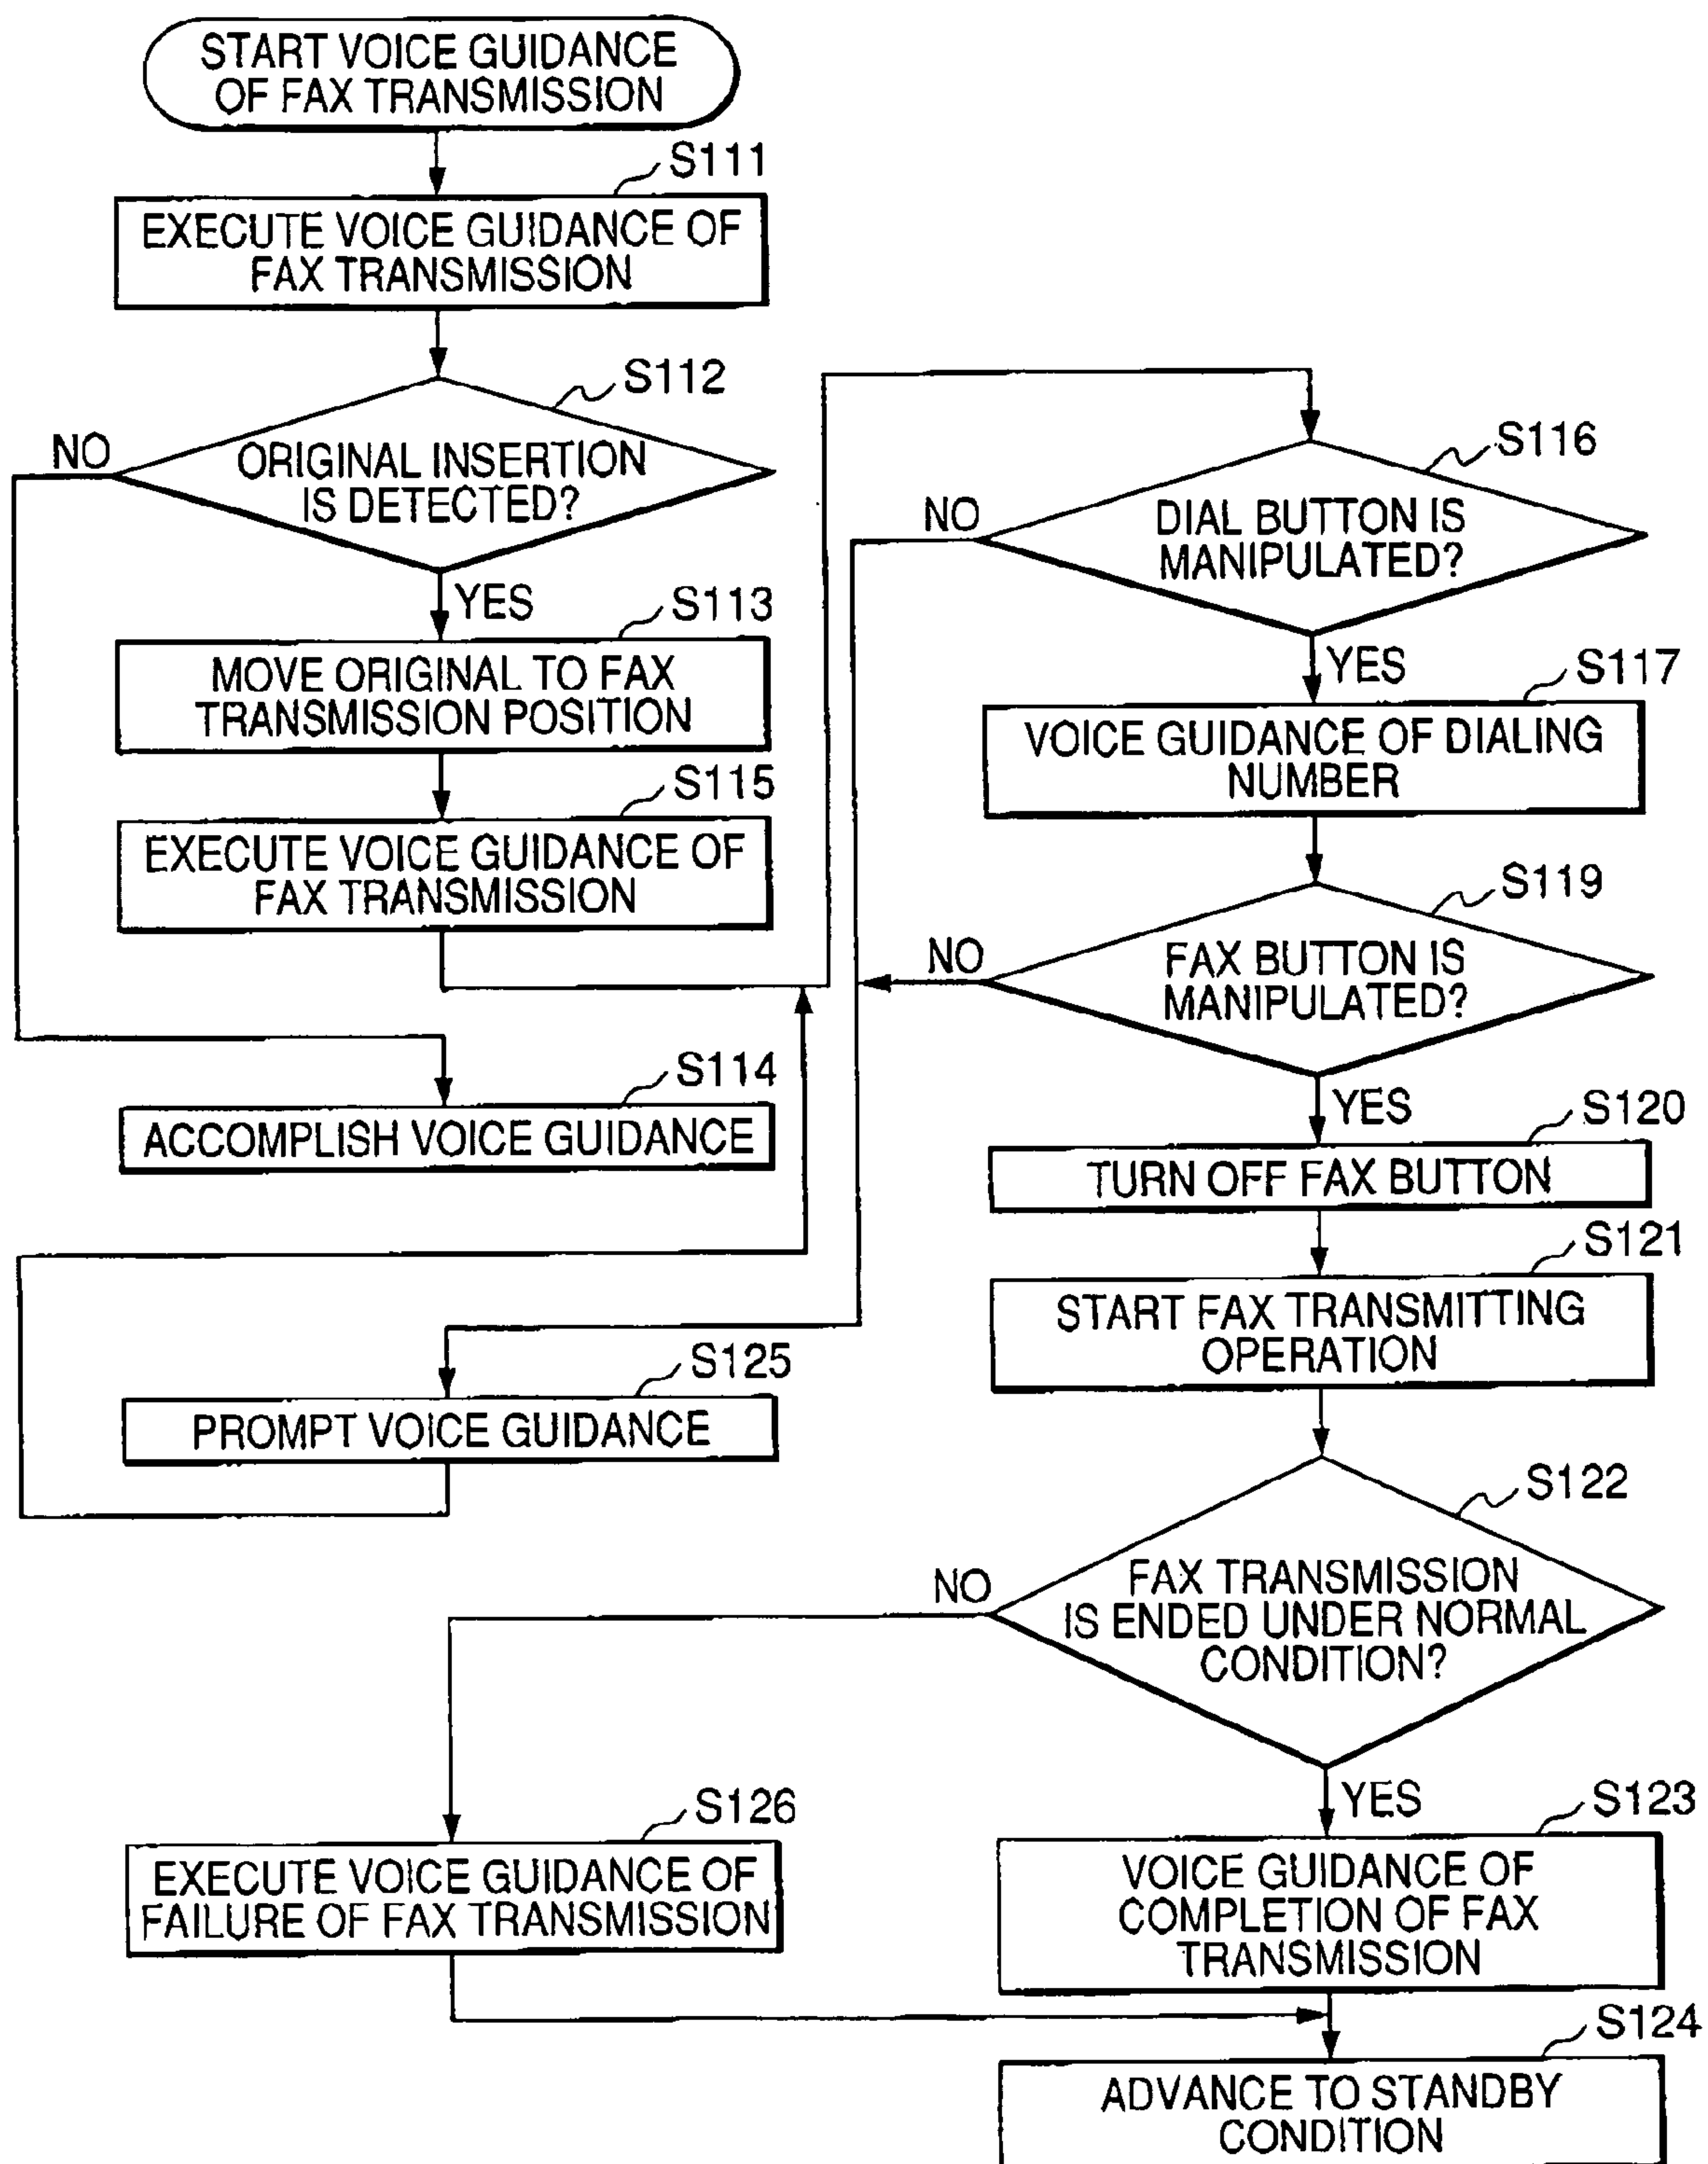 START VOICE GUIDANCE
OF FAX TRANSMISSION
S111
EXECUTE VOICE GUIDANCE OF
FAX TRANSMISSION
S112
NO
ORIGINAL INSERTION
IS DETECTED?
YES
S113
MOVE ORIGINAL TO FAX
TRANSMISSION POSITION
S115
EXECUTE VOICE GUIDANCE OF
FAX TRANSMISSION
S114
ACCOMPLISH VOICE GUIDANCE
S125
PROMPT VOICE GUIDANCE
S116
NO
DIAL BUTTON IS
MANIPULATED?
YES
S117
VOICE GUIDANCE OF DIALING
NUMBER
S119
NO
FAX BUTTON IS
MANIPULATED?
YES
S120
TURN OFF FAX BUTTON
S121
START FAX TRANSMITTING
OPERATION
S122
NO
FAX TRANSMISSION
IS ENDED UNDER NORMAL
CONDITION?
YES
S126
EXECUTE VOICE GUIDANCE OF
FAILURE OF FAX TRANSMISSION
S123
VOICE GUIDANCE OF
COMPLETION OF FAX
TRANSMISSION
S124
ADVANCE TO STANDBY
CONDITION